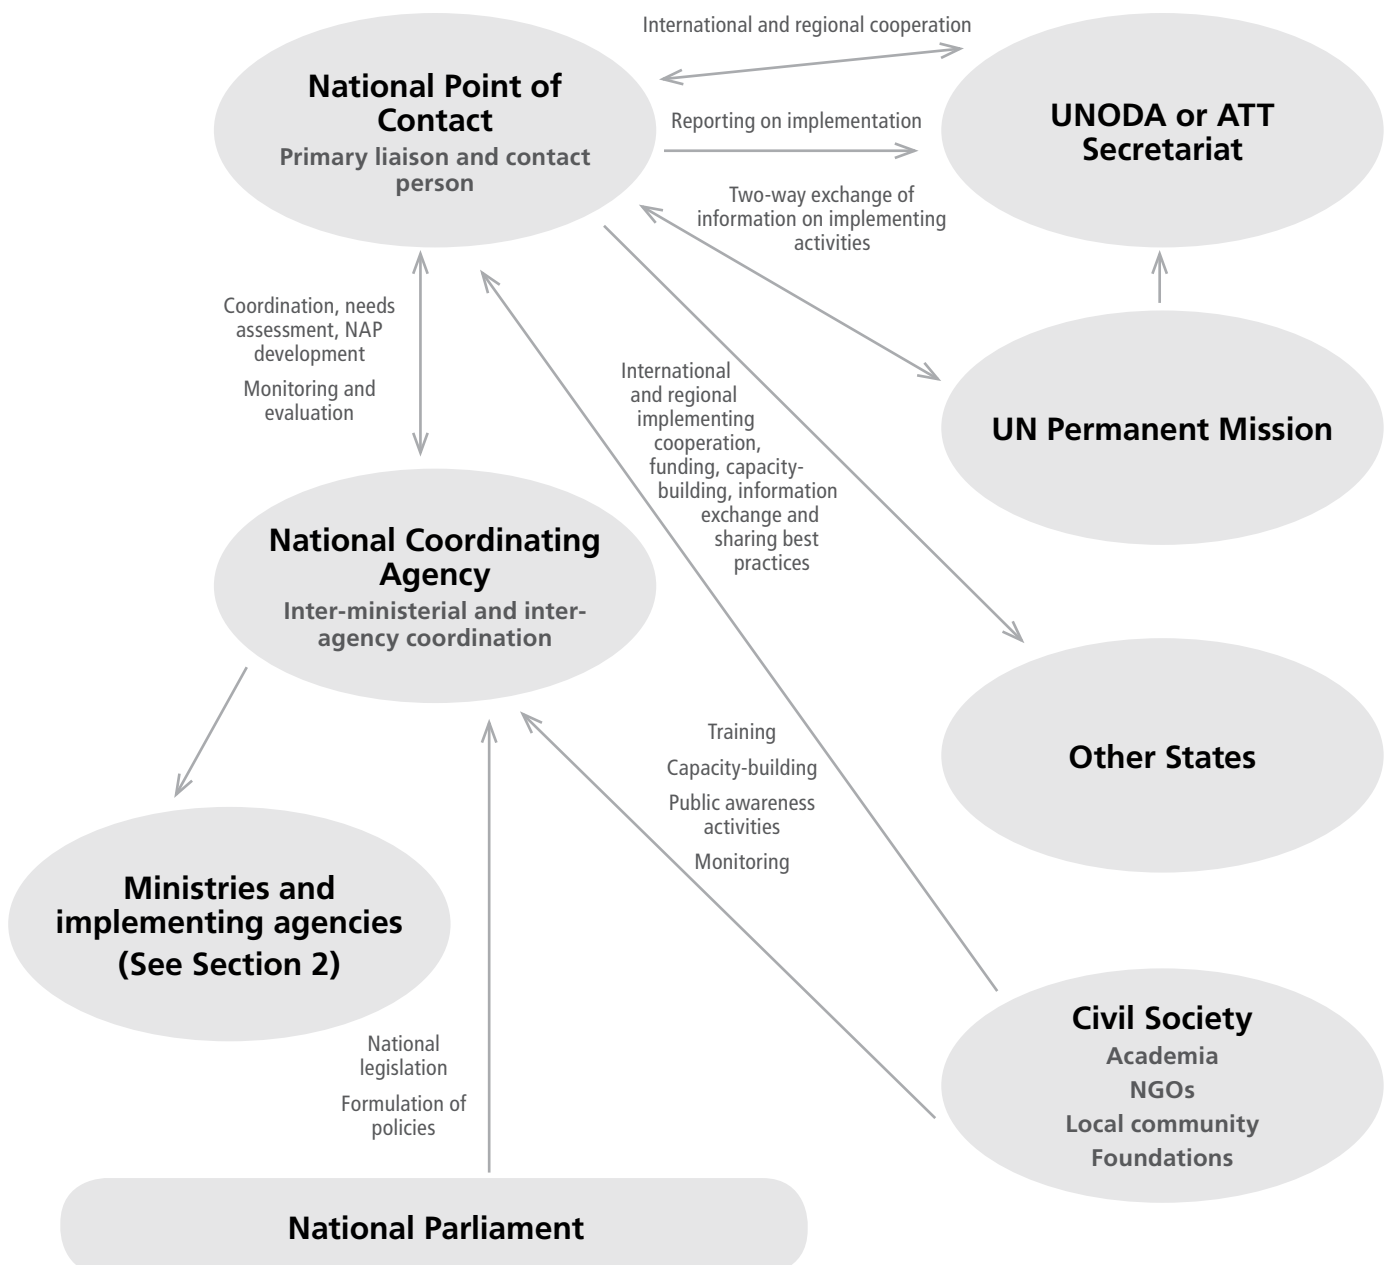 International and regional cooperation
National Point of
Contact
Primary liaison and contact
person
Reporting on implementation
UNODA or ATT
Secretariat
Two-way exchange of
information on implementing
activities
Coordination, needs
assessment, NAP
development
Monitoring and
evaluation
International
and regional
implementing
cooperation,
funding, capacity-
building, information
exchange and
sharing best
practices
UN Permanent Mission
National Coordinating
Agency
Inter-ministerial and inter-
agency coordination
Other States
Training
Capacity-building
Public awareness
activities
Monitoring
Ministries and
implementing agencies
(See Section 2)
Civil Society
Academia
NGOs
Local community
Foundations
National
legislation
Formulation of
policies
National Parliament